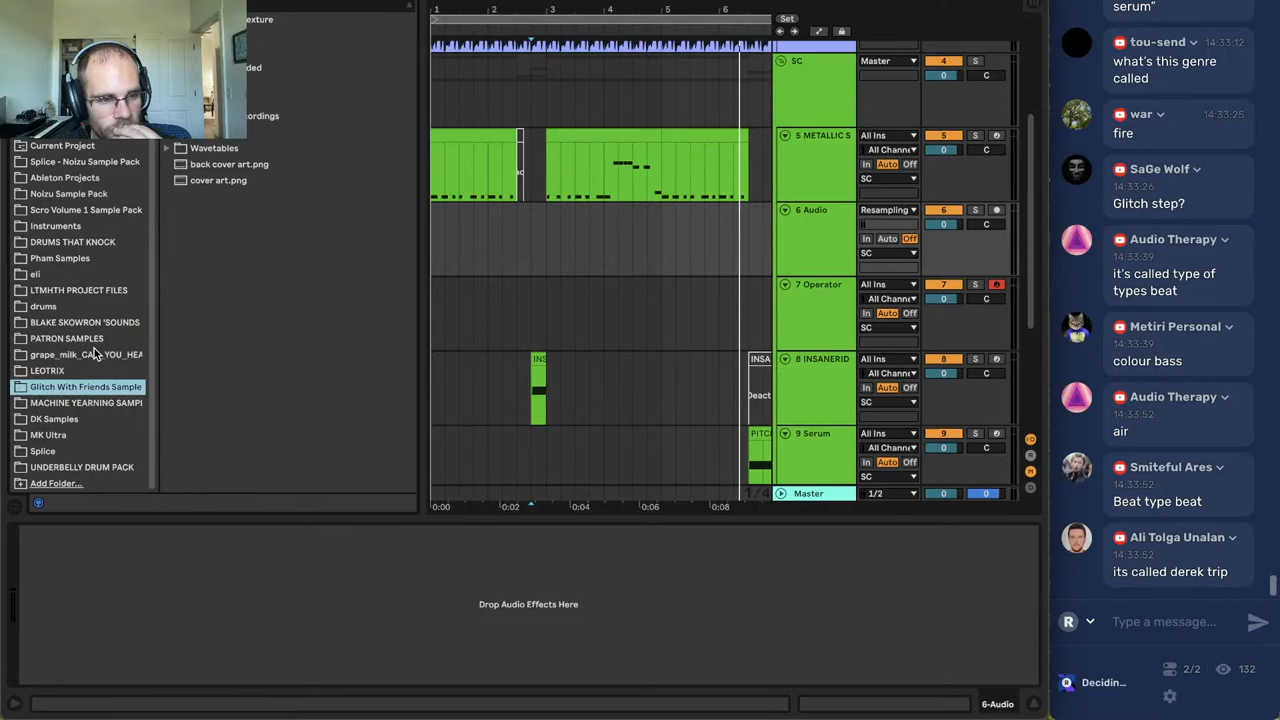 exture
ded
cordings
Current Project
Splice - Noizu Sample Pack
Ableton Projects
Noizu Sample Pack
Scro Volume 1 Sample Pack
Instruments
DRUMS THAT KNOCK
Pham Samples
eli
LTMHTH PROJECT FILES
drums
BLAKE SKOWRON 'SOUNDS
PATRON SAMPLES
grape_milk_CAN_YOU_HEA
LEOTRIX
Glitch With Friends Sample
MACHINE YEARNING SAMPL
DK Samples
MK Ultra
Splice
UNDERBELLY DRUM PACK
Add Folder...
Wavetables
back cover art.png
cover art.png
1 2 3 4 5 6
Set
SC
Master
4 S
0 C
5 METALLIC S
All Ins
5 S
All Channe
0 C
In Auto Off
SC
6 Audio
Resampling
6 S
0 C
In Auto Off
SC
7 Operator
All Ins
7 S
All Channe
0 C
In Auto Off
SC
INS
INSA
Deact
8 INSANERID
All Ins
8 S
All Channe
0 C
In Auto Off
SC
PITCH
9 Serum
All Ins
9 S
All Channe
0 C
In Auto Off
SC
1/4
Master
1/2
0 0
0:00 0:02 0:04 0:06 0:08
Drop Audio Effects Here
6-Audio
serum"
tou-send 14:33:12
what's this genre
called
war 14:33:25
fire
SaGe Wolf
14:33:26
Glitch step?
Audio Therapy
14:33:39
it's called type of
types beat
Metiri Personal
14:33:40
colour bass
Audio Therapy
14:33:52
air
Smiteful Ares
14:33:52
Beat type beat
Ali Tolga Unalan
14:33:52
its called derek trip
R
Type a message...
Decidin...
2/2
132